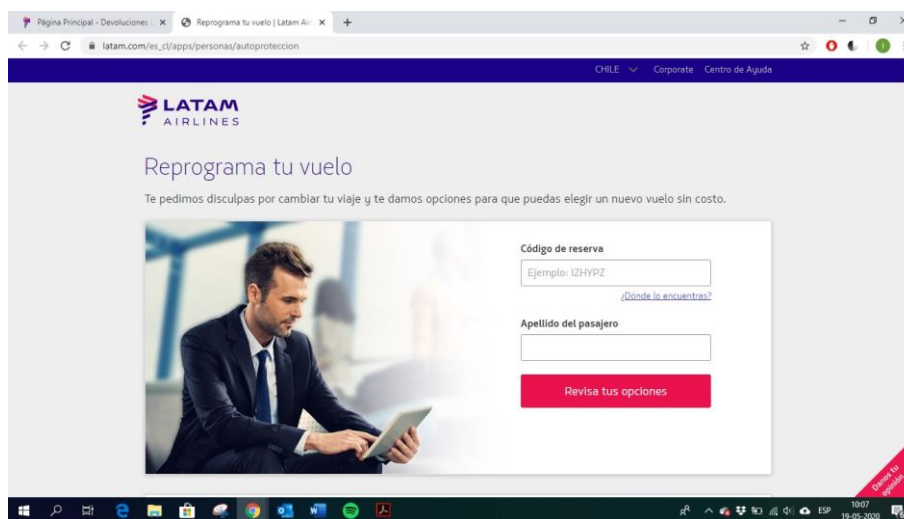 Página Principal - Devoluciones L
Reprograma tu vuelo | Latam Air
latam.com/es_cl/apps/personas/autoproteccion
CHILE Corporate Centro de Ayuda
LATAM
AIRLINES
Reprograma tu vuelo
Te pedimos disculpas por cambiar tu viaje y te damos opciones para que puedas elegir un nuevo vuelo sin costo.
Código de reserva
Ejemplo: IZHYPZ
¿Dónde lo encuentras?
Apellido del pasajero
Revisa tus opciones
Danos tu
opinión
ESP
10:07
19-05-2020